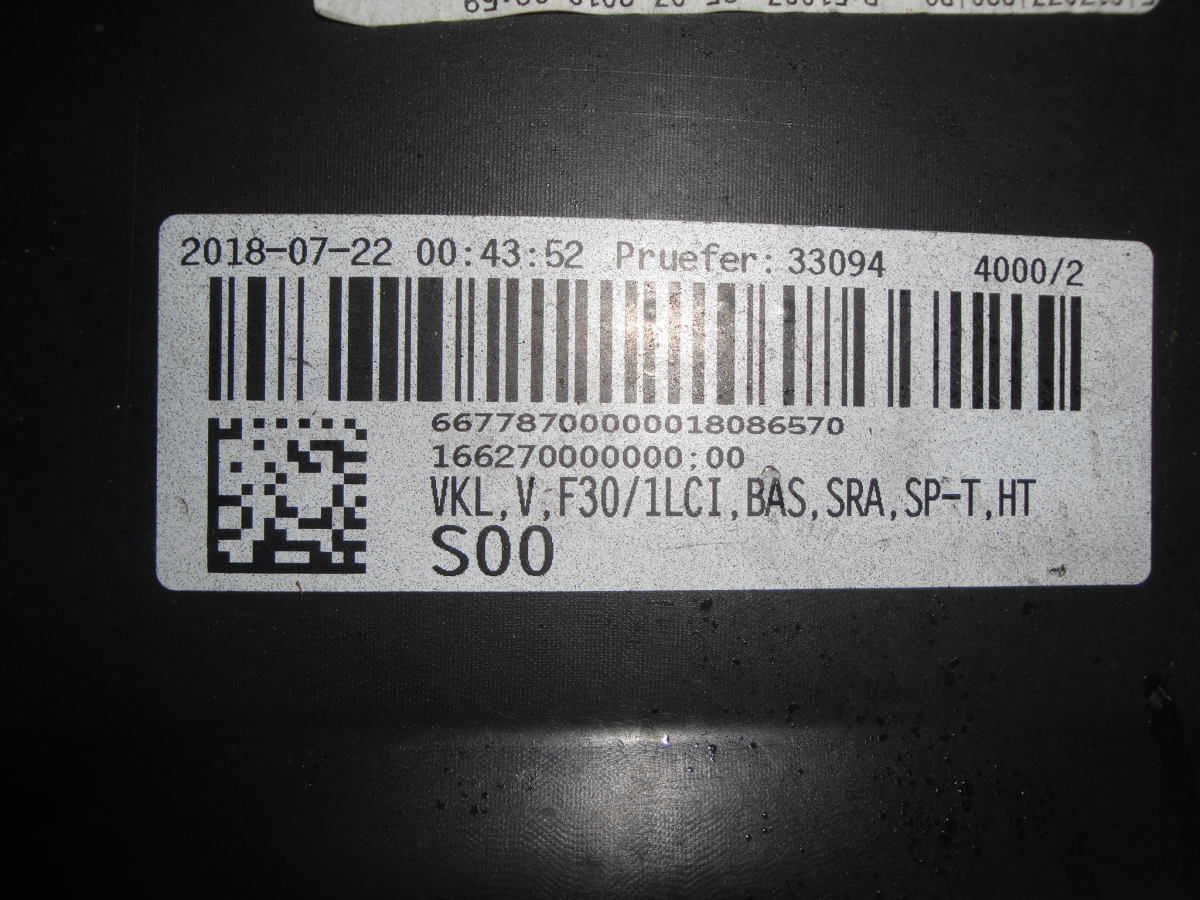 2018-07-22 00:43:52 Pruefer: 33094 4000/2
66778700000018086570
166270000000:00
VKL,V,F30/1LCI,BAS,SRA,SP-T,HT
S00